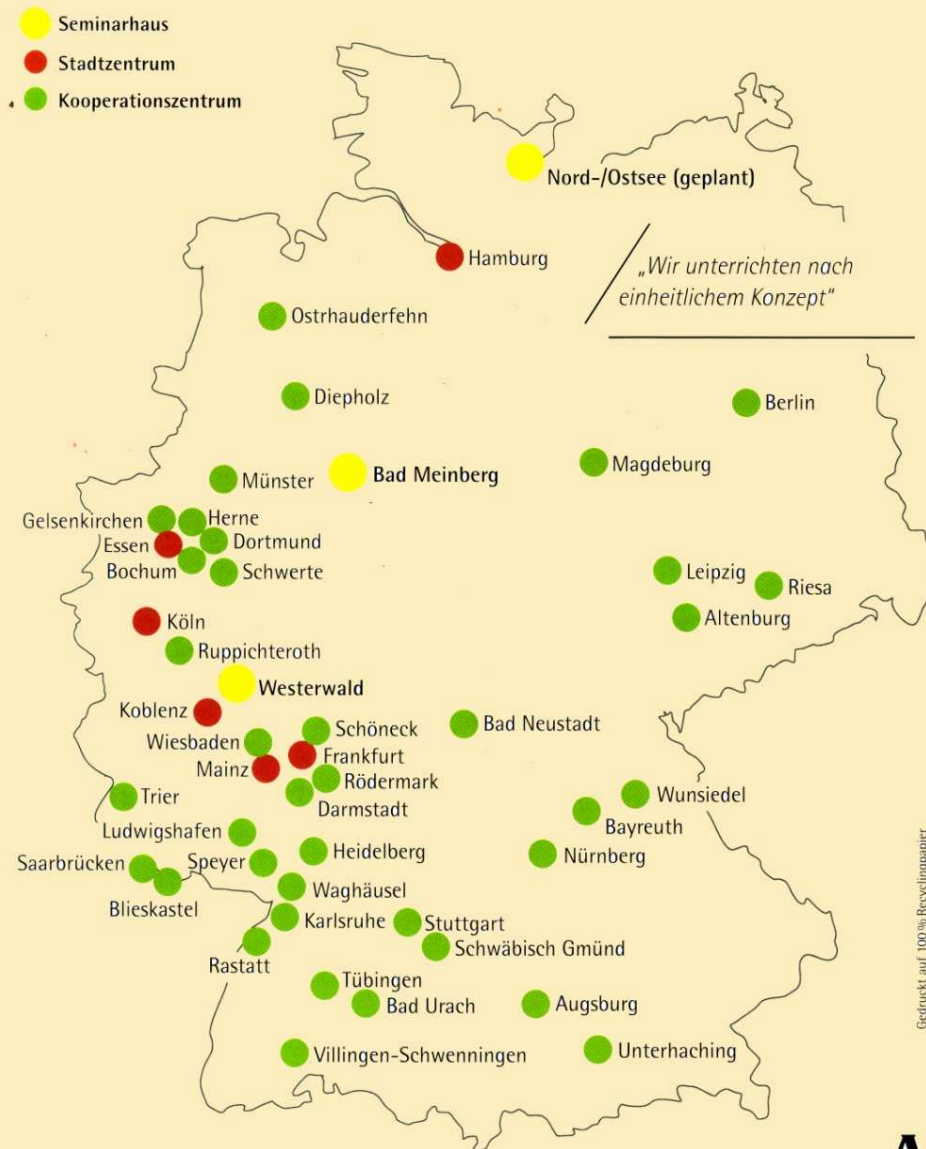 Seminarhaus
Stadtzentrum
Kooperationszentrum
Nord-/Ostsee (geplant)
Hamburg
„Wir unterrichten nach
einheitlichem Konzept“
Ostrhauderfehn
Diepholz
Berlin
Bad Meinberg
Magdeburg
Münster
Gelsenkirchen
Herne
Essen
Dortmund
Bochum
Schwerte
Leipzig
Riesa
Altenburg
Köln
Ruppichteroth
Westerwald
Koblenz
Schöneck
Bad Neustadt
Wiesbaden
Frankfurt
Mainz
Rödermark
Trier
Darmstadt
Wunsiedel
Bayreuth
Ludwigshafen
Heidelberg
Nürnberg
Saarbrücken
Speyer
Blieskastel
Waghäusel
Karlsruhe
Stuttgart
Schwäbisch Gmünd
Rastatt
Tübingen
Bad Urach
Augsburg
Villingen-Schwenningen
Unterhaching
Gedruckt auf 100 % Recyclingpapier